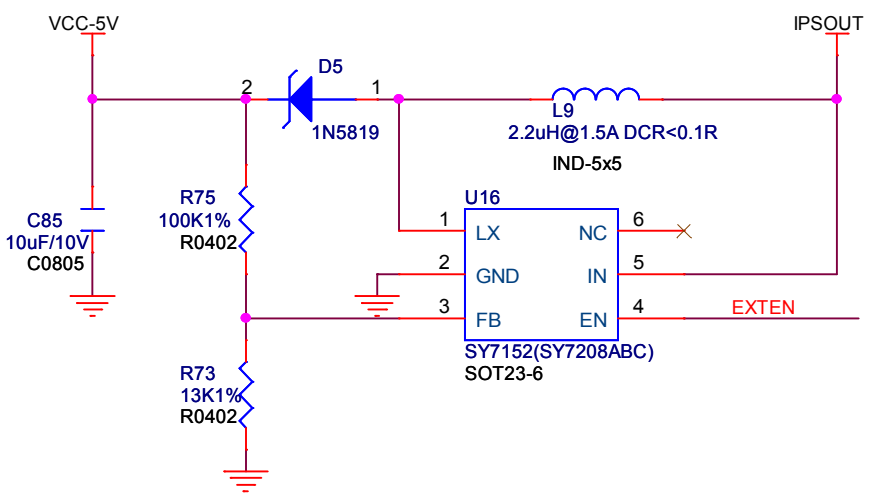 VCC-5V
IPSOUT
D5
2
1
1N5819
L9
2.2uH@1.5A DCR<0.1R
IND-5x5
R75
100K1%
R0402
C85
10uF/10V
C0805
U16
1
LX
NC
6
2
GND
IN
5
3
FB
EN
4
EXTEN
SY7152(SY7208ABC)
SOT23-6
R73
13K1%
R0402